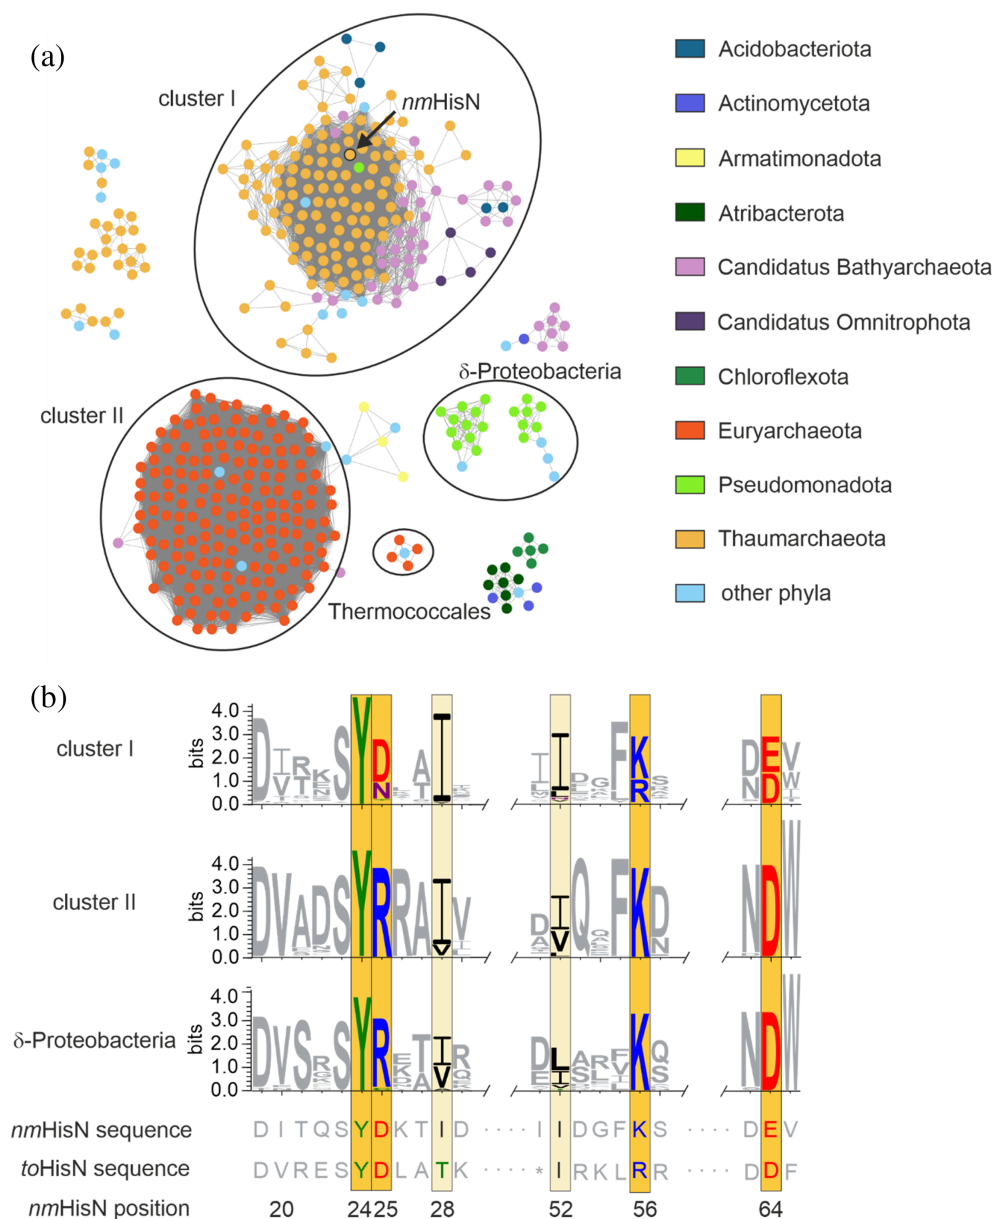 (a)
cluster I
nmHisN
δ-Proteobacteria
cluster II
Thermococcales
Acidobacteriota
Actinomycetota
Armatimonadota
Atribacterota
Candidatus Bathyarchaeota
Candidatus Omnitrophota
Chloroflexota
Euryarchaeota
Pseudomonadota
Thaumarchaeota
other phyla
(b)
cluster I
bits
4.0
3.0
2.0
1.0
0.0
cluster II
bits
4.0
3.0
2.0
1.0
0.0
δ-Proteobacteria
bits
4.0
3.0
2.0
1.0
0.0
nmHisN sequence D I T Q S Y D K T I D ···· I I D G F K S ···· D E V
toHisN sequence D V R E S Y D L A T K ···· * I R K L R R ···· D D F
nmHisN position 20 24 25 28 52 56 64